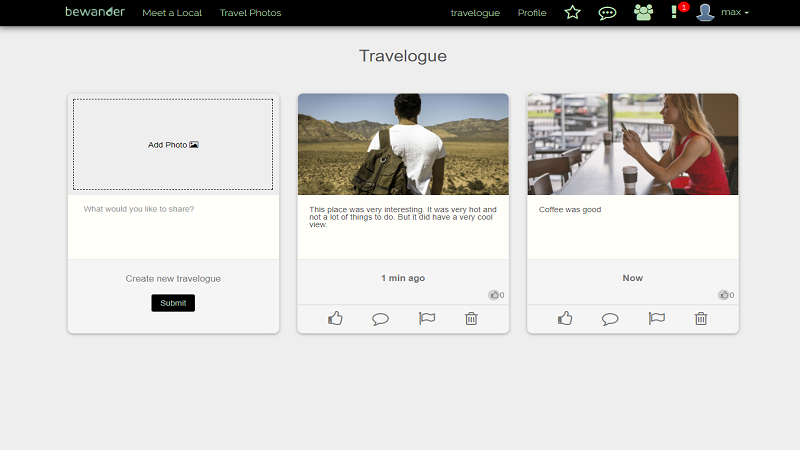 bewander Meet a Local Travel Photos travelogue Profile 1 max
Travelogue
Add Photo
What would you like to share?
Create new travelogue
Submit
This place was very interesting. It was very hot and
not a lot of things to do. But it did have a very cool
view.
1 min ago
0
Coffee was good
Now
0